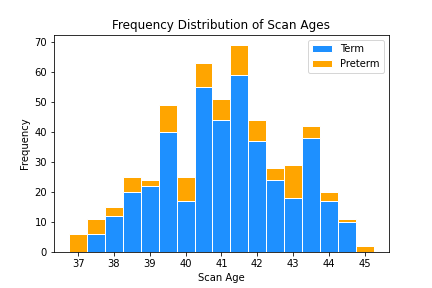 Frequency Distribution of Scan Ages
Term
Preterm
70
60
50
40
30
20
10
0
Frequency
37 38 39 40 41 42 43 44 45
Scan Age